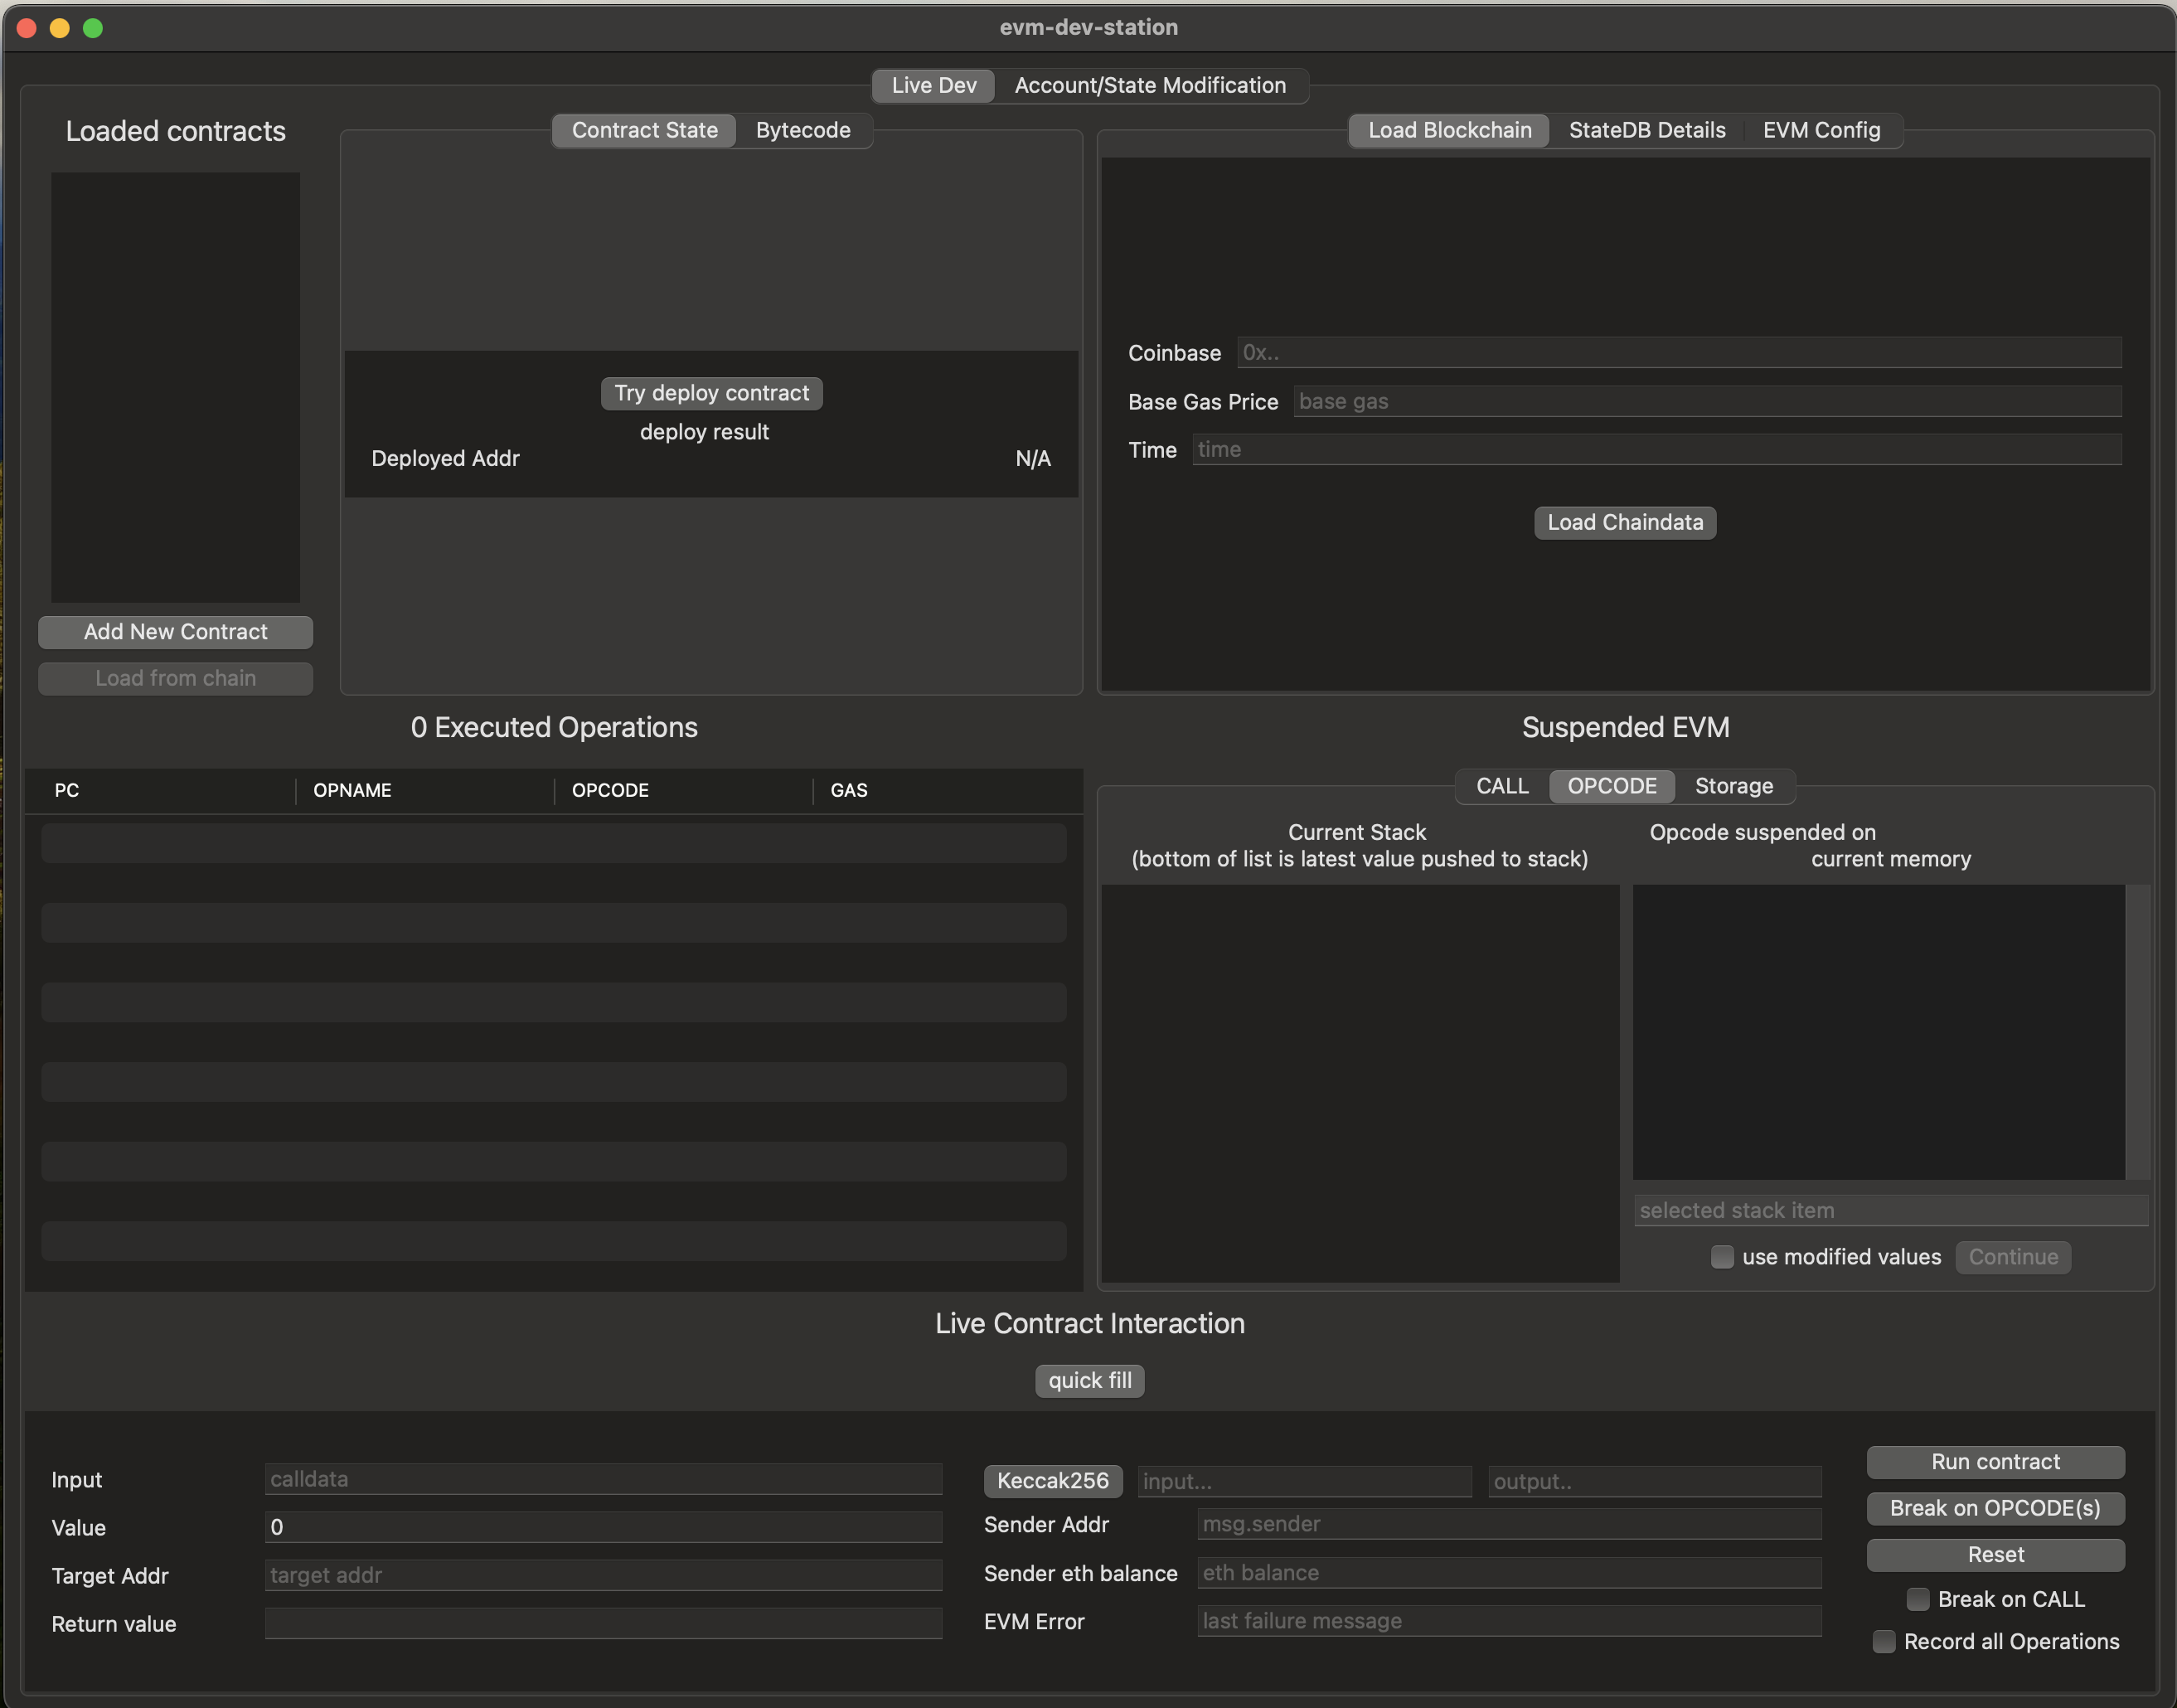 evm-dev-station
Live Dev
Account/State Modification
Loaded contracts
Add New Contract
Load from chain
Contract State
Bytecode
Try deploy contract
deploy result
Deployed Addr
N/A
Load Blockchain
StateDB Details
EVM Config
Coinbase
0x..
Base Gas Price
base gas
Time
time
Load Chaindata
0 Executed Operations
PC
OPNAME
OPCODE
GAS
Suspended EVM
CALL
OPCODE
Storage
Current Stack
(bottom of list is latest value pushed to stack)
Opcode suspended on
current memory
selected stack item
use modified values
Continue
Live Contract Interaction
quick fill
Input
calldata
Value
0
Target Addr
target addr
Return value
Keccak256
input...
output..
Sender Addr
msg.sender
Sender eth balance
eth balance
EVM Error
last failure message
Run contract
Break on OPCODE(s)
Reset
Break on CALL
Record all Operations